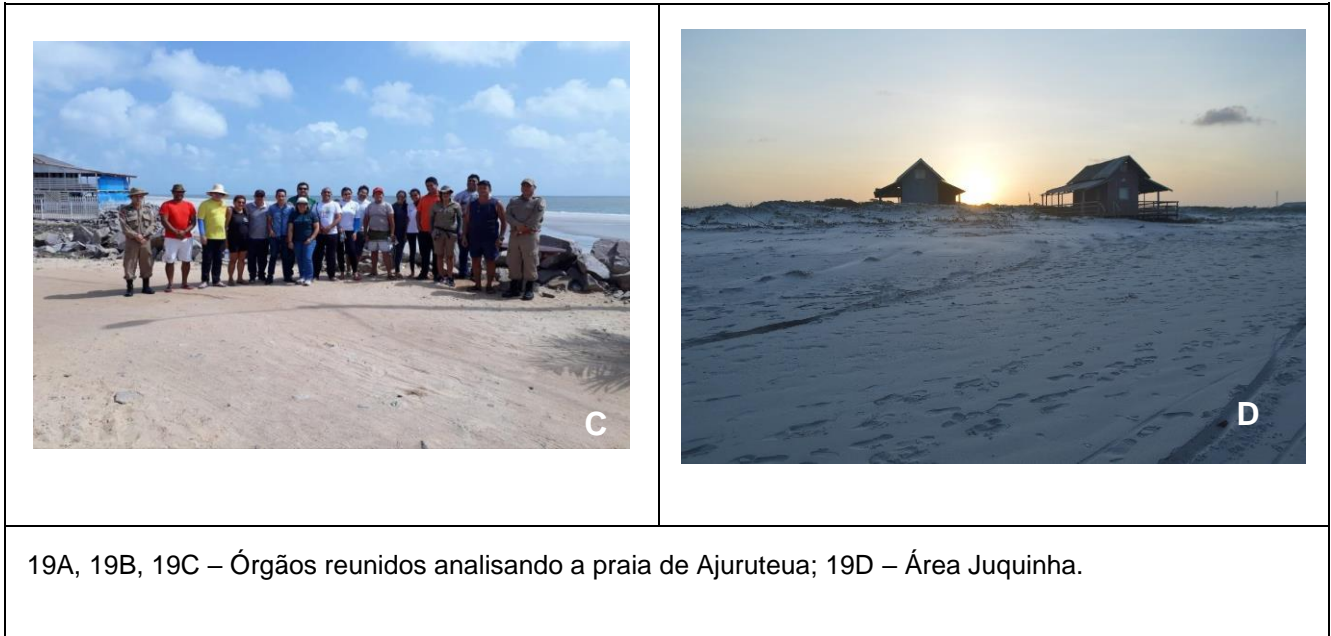 C
D
19A, 19B, 19C – Órgãos reunidos analisando a praia de Ajuruteua; 19D – Área Juquinha.